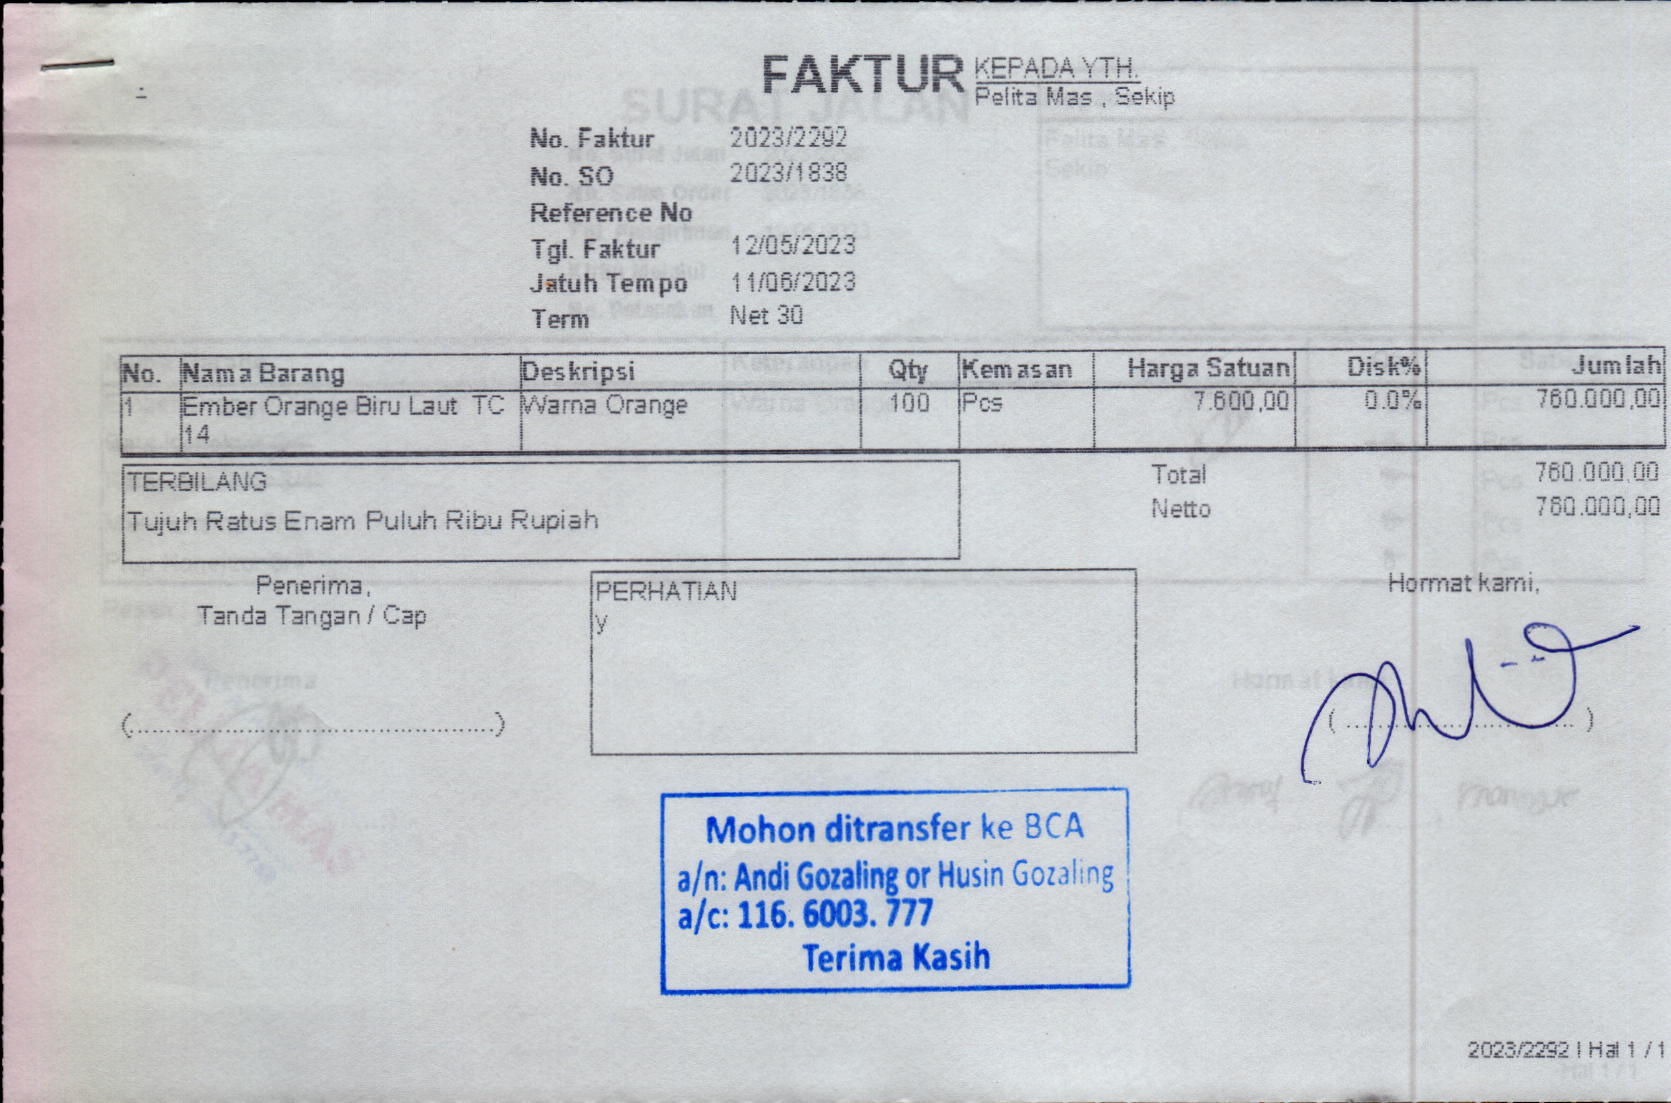 FAKTUR
KEPADA YTH.
Pelita Mas , Sekip
No. Faktur 2023/2292
No. SO 2023/1838
Reference No
Tgl. Faktur 12/05/2023
Jatuh Tempo 11/06/2023
Term Net 30
No. Nama Barang Deskripsi Qty Kemasan Harga Satuan Disk% Jumlah
1 Ember Orange Biru Laut TC Warna Orange 100 Pcs 7.600,00 0.0% 760.000,00
14
TERBILANG
Tujuh Ratus Enam Puluh Ribu Rupiah
Total 760.000,00
Netto 760.000,00
Penerima,
Tanda Tangan / Cap
(..................................................)
PERHATIAN
y
Hormat kami,
(..................................)
Mohon ditransfer ke BCA
a/n: Andi Gozaling or Husin Gozaling
a/c: 116. 6003. 777
Terima Kasih
2023/2292 | Hal 1 / 1